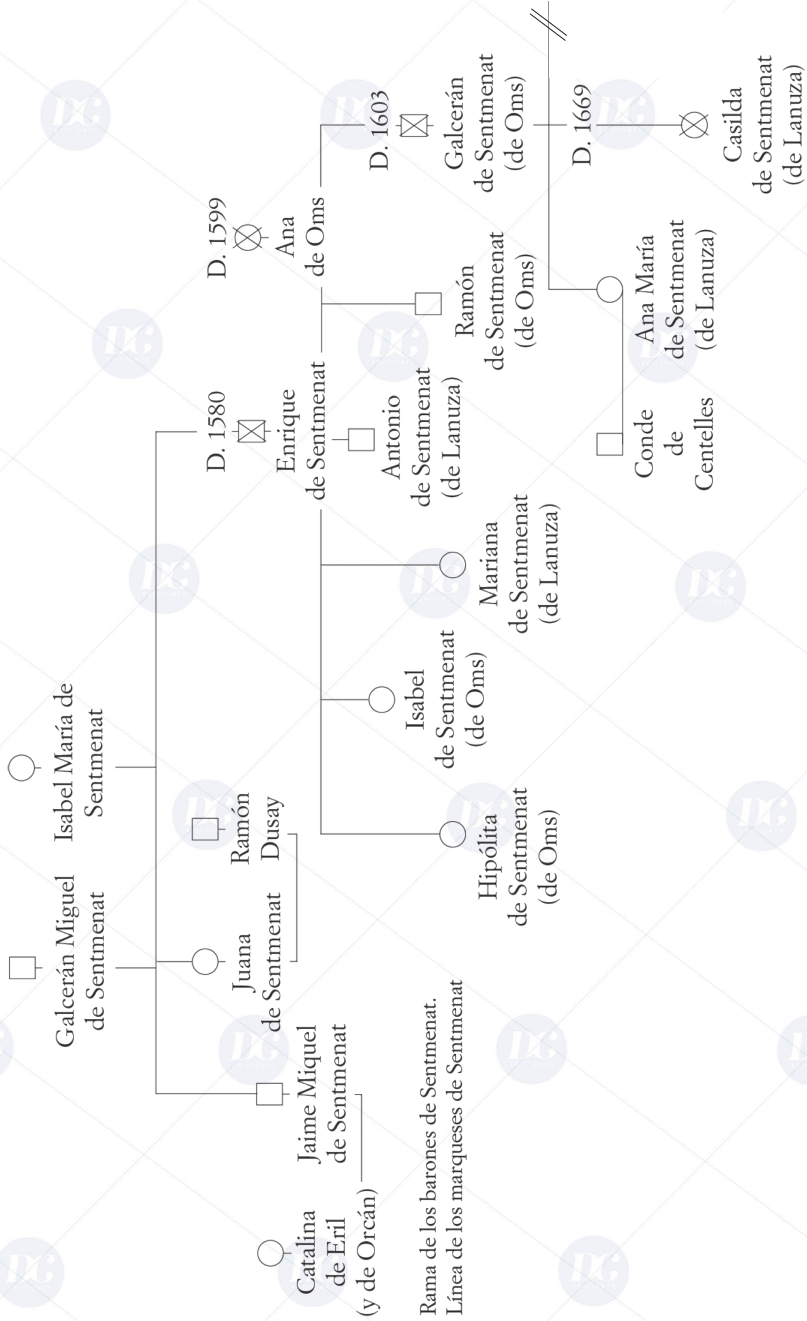 Galcerán Miguel
de Sentmenat
Isabel María de
Sentmenat
Catalina
de Eril
(y de Orcán)
Jaime Miquel
de Sentmenat
Juana
de Sentmenat
Ramón
Dusay
D. 1580
Enrique
de Sentmenat
D. 1599
Ana
de Oms
Hipólita
de Sentmenat
(de Oms)
Isabel
de Sentmenat
(de Oms)
Mariana
de Sentmenat
(de Lanuza)
Antonio
de Sentmenat
(de Lanuza)
Ramón
de Sentmenat
(de Oms)
D. 1603
Galcerán
de Sentmenat
(de Oms)
Conde
de
Centelles
Ana María
de Sentmenat
(de Lanuza)
D. 1669
Casilda
de Sentmenat
(de Lanuza)
Rama de los barones de Sentmenat.
Línea de los marqueses de Sentmenat